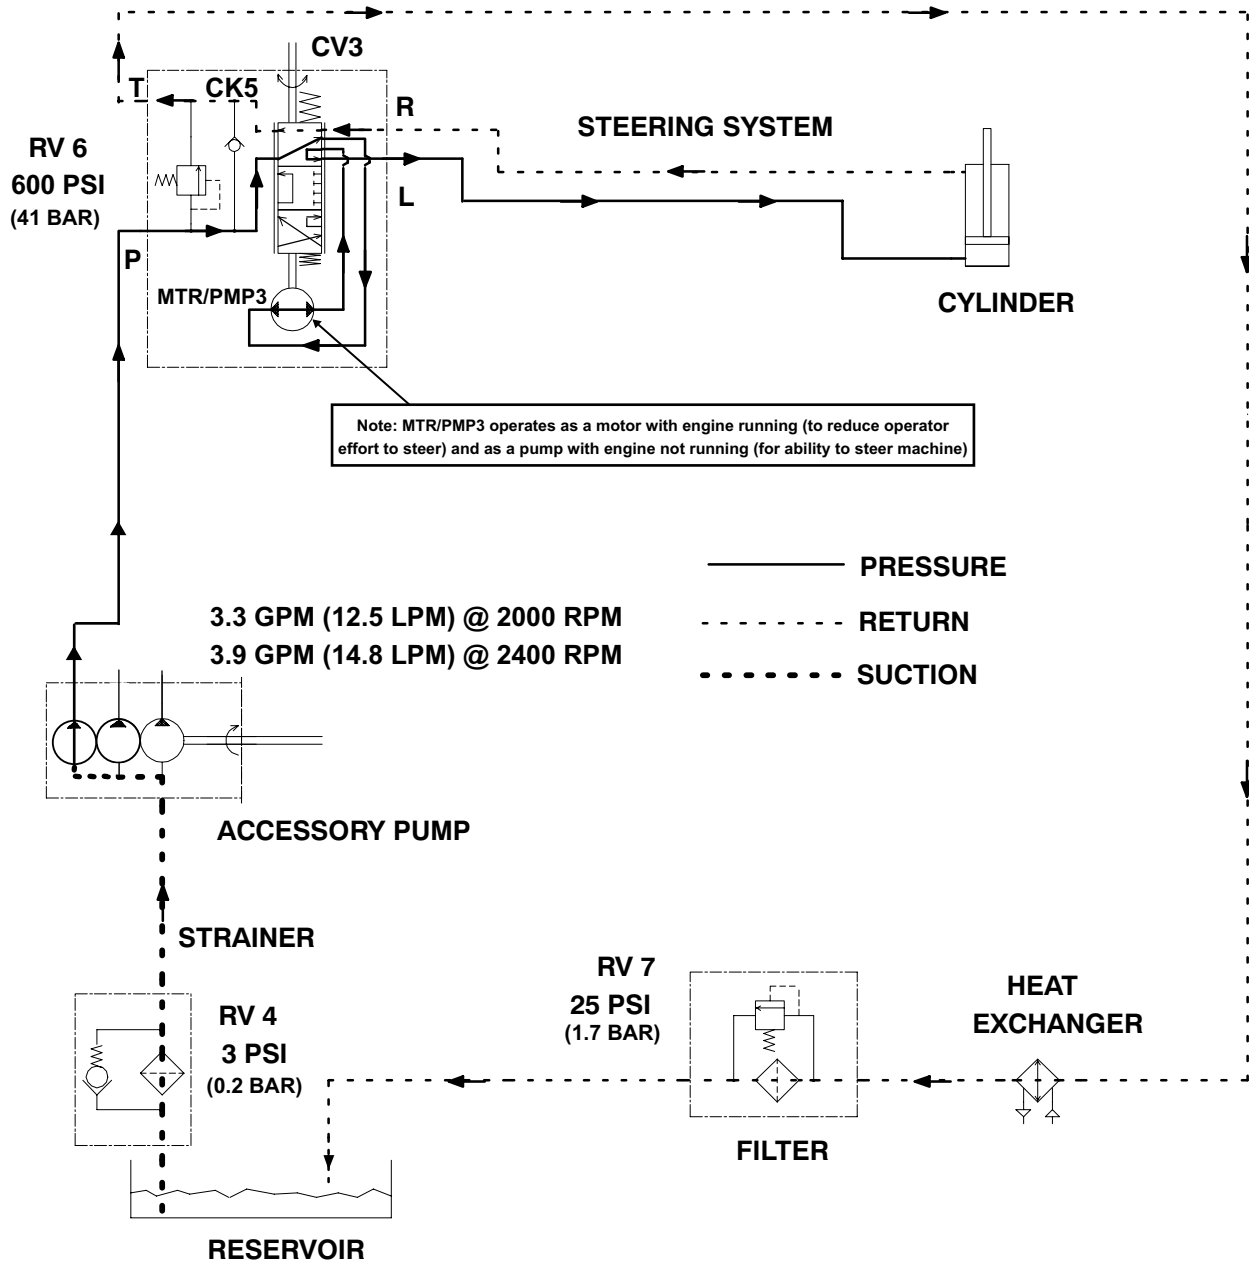 CV3
T
CK5
R
STEERING SYSTEM
RV 6
600 PSI
(41 BAR)
L
P
MTR/PMP3
CYLINDER
Note: MTR/PMP3 operates as a motor with engine running (to reduce operator
effort to steer) and as a pump with engine not running (for ability to steer machine)
PRESSURE
3.3 GPM (12.5 LPM) @ 2000 RPM
RETURN
3.9 GPM (14.8 LPM) @ 2400 RPM
SUCTION
ACCESSORY PUMP
STRAINER
RV 7
25 PSI
(1.7 BAR)
HEAT
EXCHANGER
RV 4
3 PSI
(0.2 BAR)
FILTER
RESERVOIR